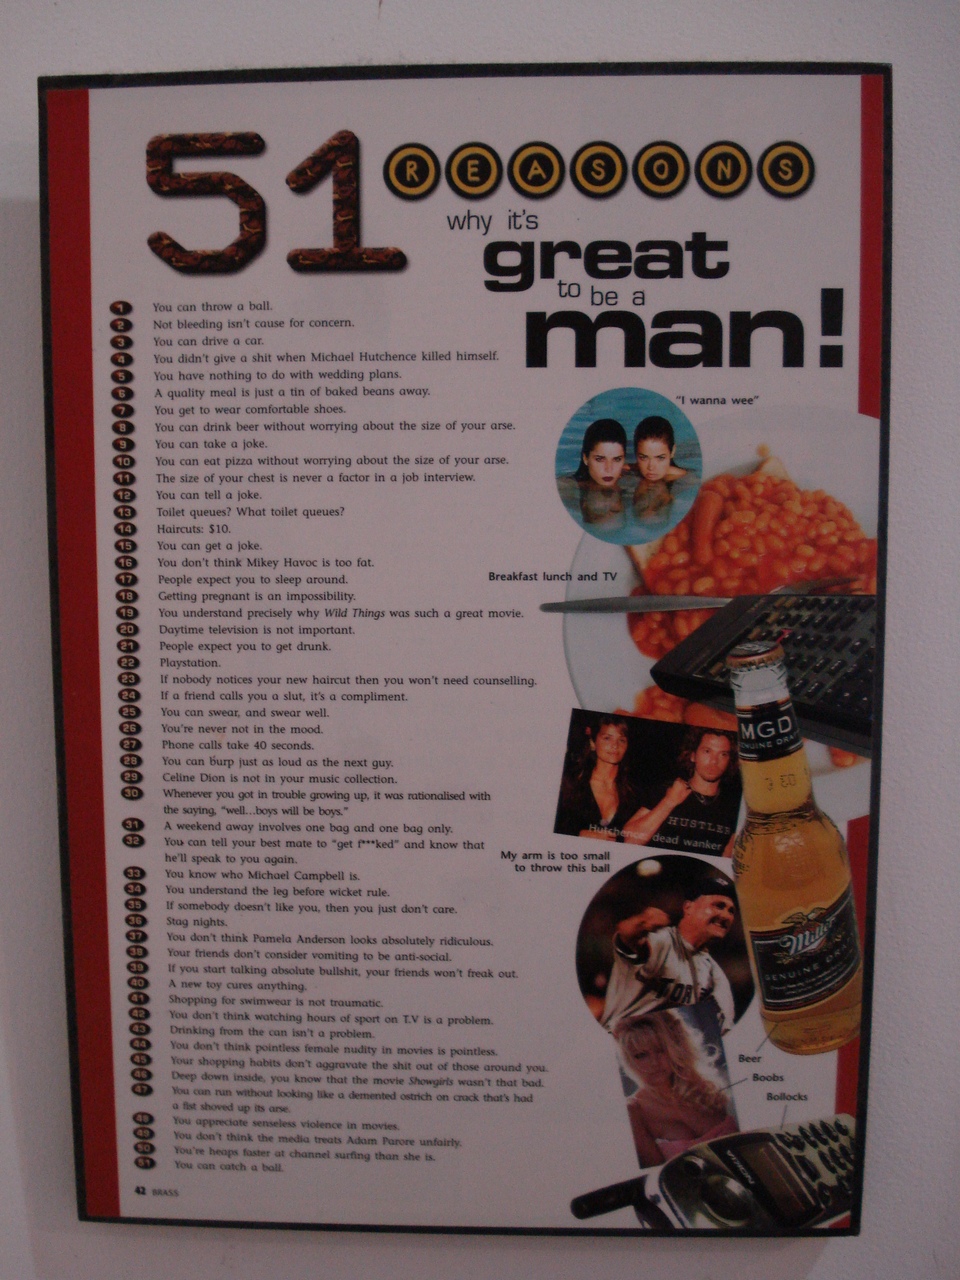 51 REASONS
why it's
great
to be a
man!
1 You can throw a ball.
2 Not bleeding isn't cause for concern.
3 You can drive a car.
4 You didn't give a shit when Michael Hutchence killed himself.
5 You have nothing to do with wedding plans.
6 A quality meal is just a tin of baked beans away.
7 You get to wear comfortable shoes.
8 You can drink beer without worrying about the size of your arse.
9 You can take a joke.
10 You can eat pizza without worrying about the size of your arse.
11 The size of your chest is never a factor in a job interview.
12 You can tell a joke.
13 Toilet queues? What toilet queues?
14 Haircuts: $10.
15 You can get a joke.
16 You don't think Mikey Havoc is too fat.
17 People expect you to sleep around.
18 Getting pregnant is an impossibility.
19 You understand precisely why Wild Things was such a great movie.
20 Daytime television is not important.
21 People expect you to get drunk.
22 Playstation.
23 If nobody notices your new haircut then you won't need counselling.
24 If a friend calls you a slut, it's a compliment.
25 You can swear, and swear well.
26 You're never not in the mood.
27 Phone calls take 40 seconds.
28 You can burp just as loud as the next guy.
29 Celine Dion is not in your music collection.
30 Whenever you got in trouble growing up, it was rationalised with
the saying, "well...boys will be boys."
31 A weekend away involves one bag and one bag only.
32 You can tell your best mate to "get f***ked" and know that
he'll speak to you again.
33 You know who Michael Campbell is.
34 You understand the leg before wicket rule.
35 If somebody doesn't like you, then you just don't care.
36 Stag nights.
37 You don't think Pamela Anderson looks absolutely ridiculous.
38 Your friends don't consider vomiting to be anti-social.
39 If you start talking absolute bullshit, your friends won't freak out.
40 A new toy cures anything.
41 Shopping for swimwear is not traumatic.
42 You don't think watching hours of sport on T.V is a problem.
43 Drinking from the can isn't a problem.
44 You don't think pointless female nudity in movies is pointless.
45 Your shopping habits don't aggravate the shit out of those around you.
46 Deep down inside, you know that the movie Showgirls wasn't that bad.
47 You can run without looking like a demented ostrich on crack that's had
a fist shoved up its arse.
48 You appreciate senseless violence in movies.
49 You don't think the media treats Adam Parore unfairly.
50 You're heaps faster at channel surfing than she is.
51 You can catch a ball.
42 BRASS
"I wanna wee"
Breakfast lunch and TV
MGD
GENUINE DRAFT
HUSTLER
Hutchence, dead wanker
My arm is too small
to throw this ball
Miller
GENUINE DRAFT
Beer
Boobs
Bollocks
NOKIA